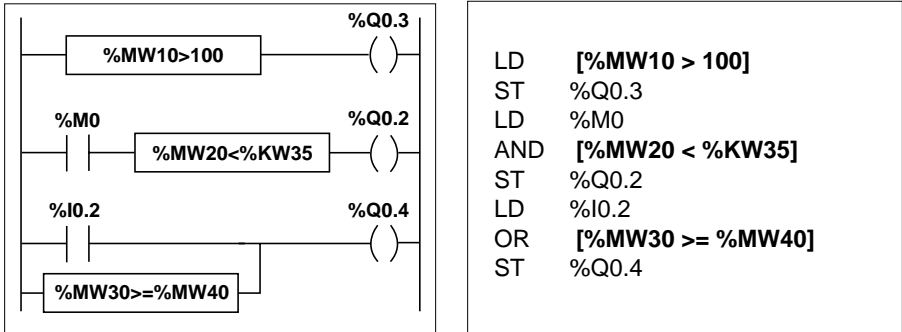 %Q0.3
%MW10>100
%M0
%Q0.2
%MW20<%KW35
%I0.2
%Q0.4
%MW30>=%MW40
LD [%MW10 > 100]
ST %Q0.3
LD %M0
AND [%MW20 < %KW35]
ST %Q0.2
LD %I0.2
OR [%MW30 >= %MW40]
ST %Q0.4